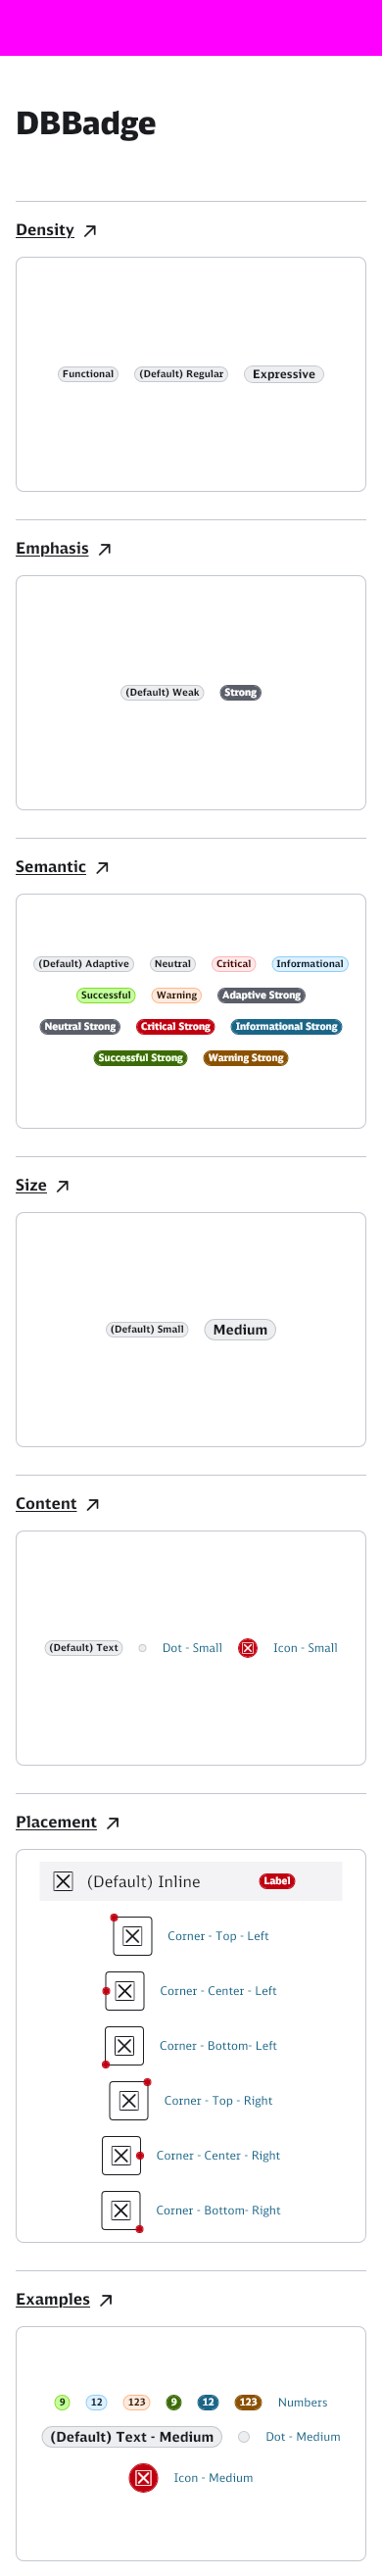 DBBadge
Density
Functional (Default) Regular Expressive
Emphasis
(Default) Weak Strong
Semantic
(Default) Adaptive Neutral Critical Informational
Successful Warning Adaptive Strong
Neutral Strong Critical Strong Informational Strong
Successful Strong Warning Strong
Size
(Default) Small Medium
Content
(Default) Text Dot - Small Icon - Small
Placement
(Default) Inline Label
Corner - Top - Left
Corner - Center - Left
Corner - Bottom- Left
Corner - Top - Right
Corner - Center - Right
Corner - Bottom- Right
Examples
9 12 123 9 12 123 Numbers
(Default) Text - Medium Dot - Medium
Icon - Medium